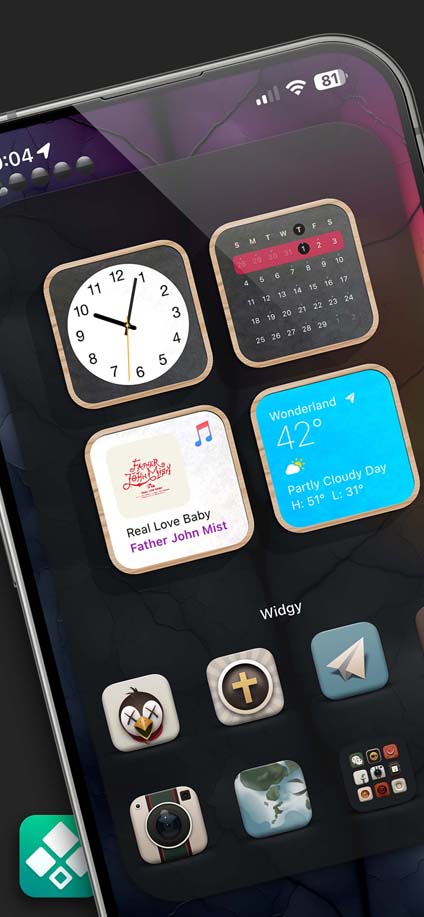 :04
81
12
1
2
3
4
5
6
7
8
9
10
11
S M T W T F S
28 29 30 31 1 2 3
4 5 6 7 8 9 10
11 12 13 14 15 16 17
18 19 20 21 22 23 24
25 26 27 28 29 1 2
FATHER
JOHN MISTY
Real Love Baby
Father John Mist
Wonderland
42°
Partly Cloudy Day
H: 51° L: 31°
Widgy